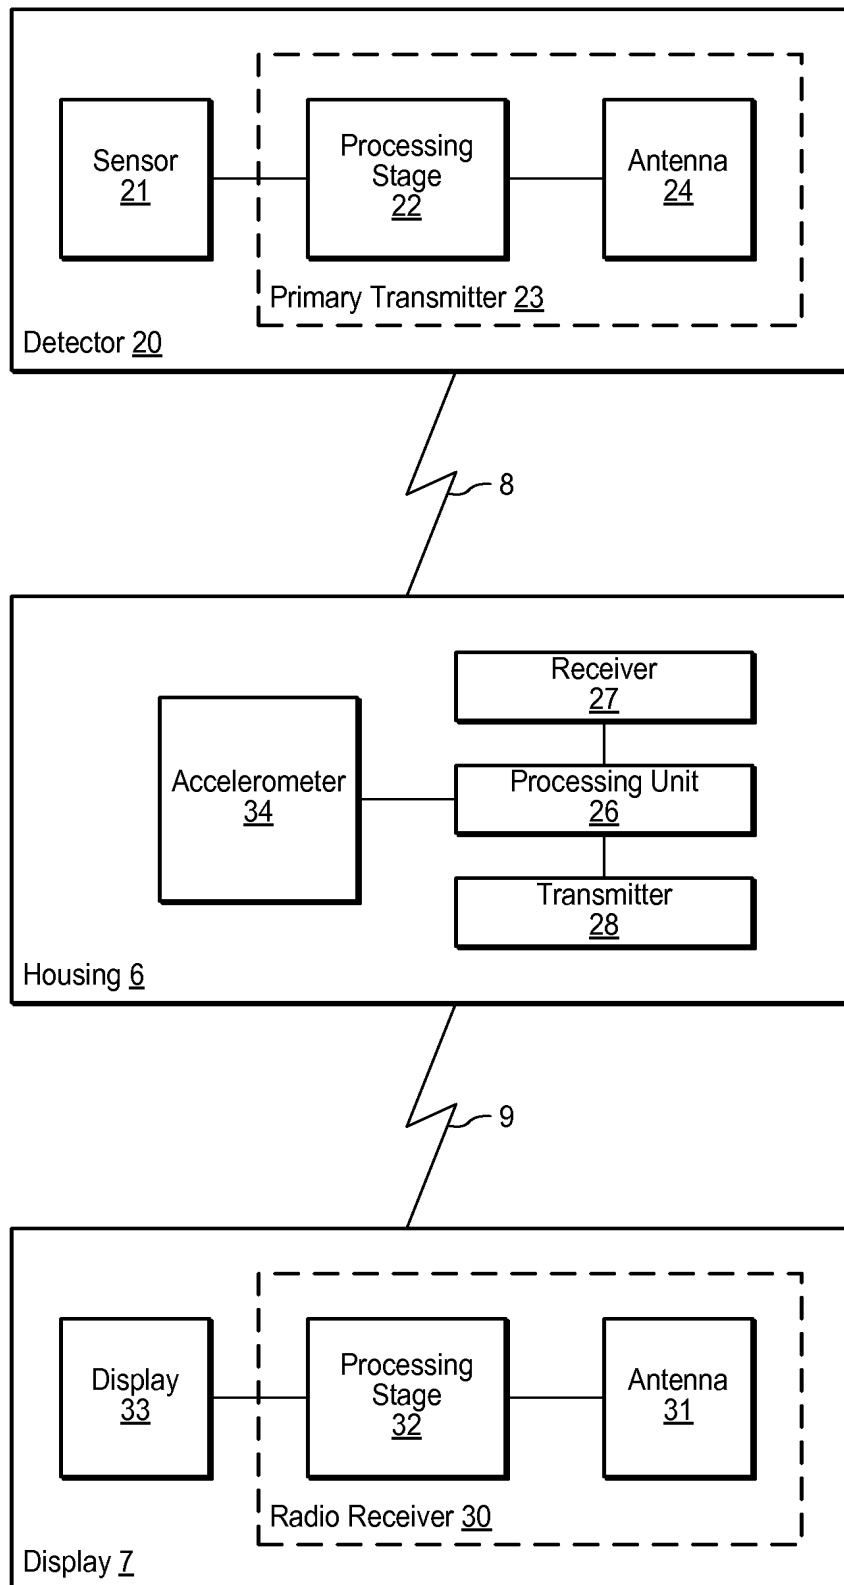 Sensor
21
Processing
Stage
22
Antenna
24
Primary Transmitter 23
Detector 20
8
Receiver
27
Accelerometer
34
Processing Unit
26
Transmitter
28
Housing 6
9
Display
33
Processing
Stage
32
Antenna
31
Radio Receiver 30
Display 7